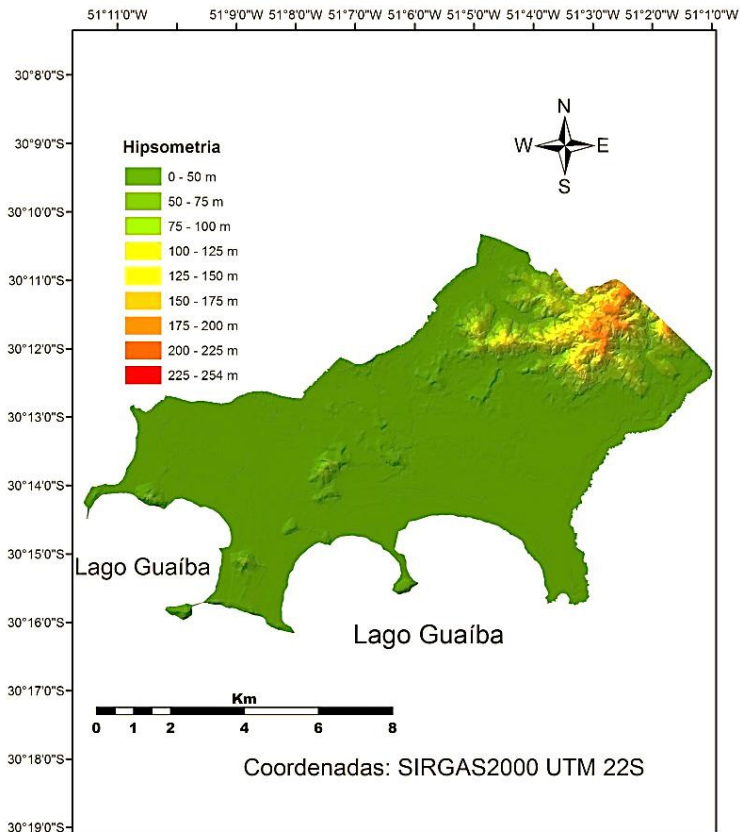 51°11'0"W 51°9'0"W 51°8'0"W 51°7'0"W 51°6'0"W 51°5'0"W 51°4'0"W 51°3'0"W 51°2'0"W 51°1'0"W
30°8'0"S
30°9'0"S
30°10'0"S
30°11'0"S
30°12'0"S
30°13'0"S
30°14'0"S
30°15'0"S
30°16'0"S
30°17'0"S
30°18'0"S
30°19'0"S
N
W E
S
Hipsometria
0 - 50 m
50 - 75 m
75 - 100 m
100 - 125 m
125 - 150 m
150 - 175 m
175 - 200 m
200 - 225 m
225 - 254 m
Lago Guaíba
Lago Guaíba
Km
0 1 2 4 6 8
Coordenadas: SIRGAS2000 UTM 22S